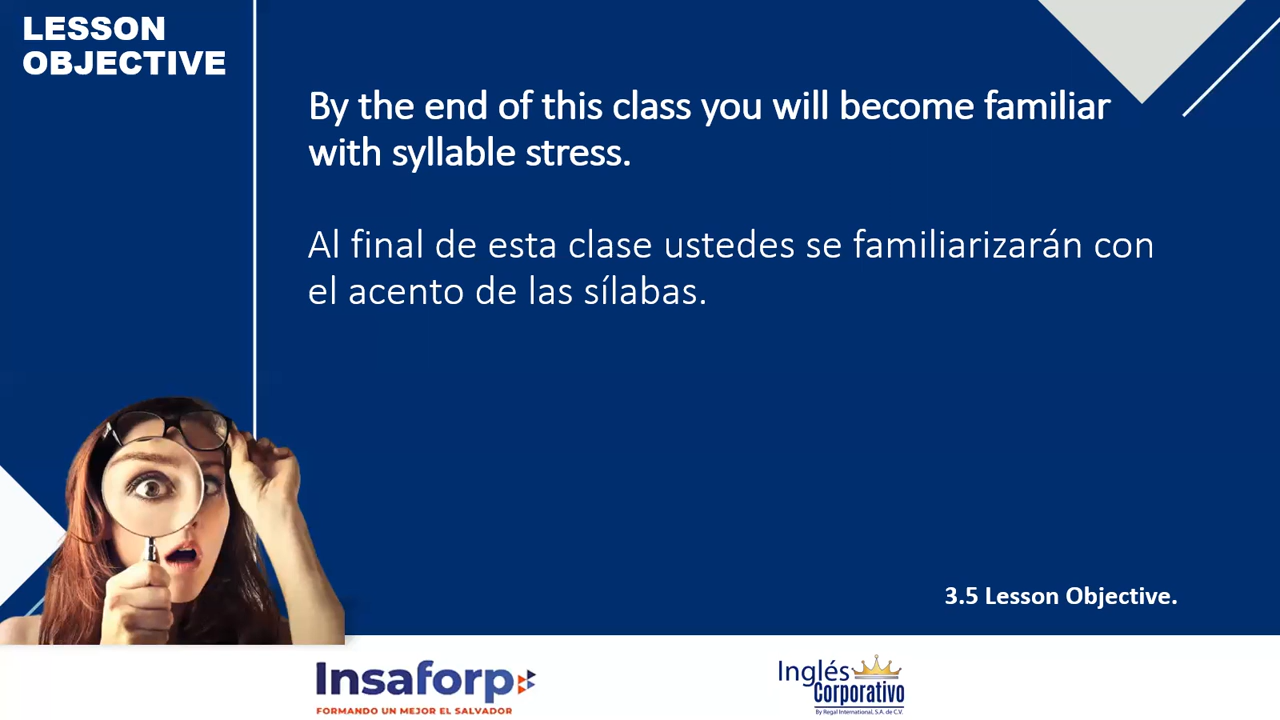 LESSON
OBJECTIVE
By the end of this class you will become familiar
with syllable stress.
Al final de esta clase ustedes se familiarizarán con
el acento de las sílabas.
3.5 Lesson Objective.
Insaforp
FORMANDO UN MEJOR EL SALVADOR
Inglés
Corporativo
By Regal International, S.A. de C.V.